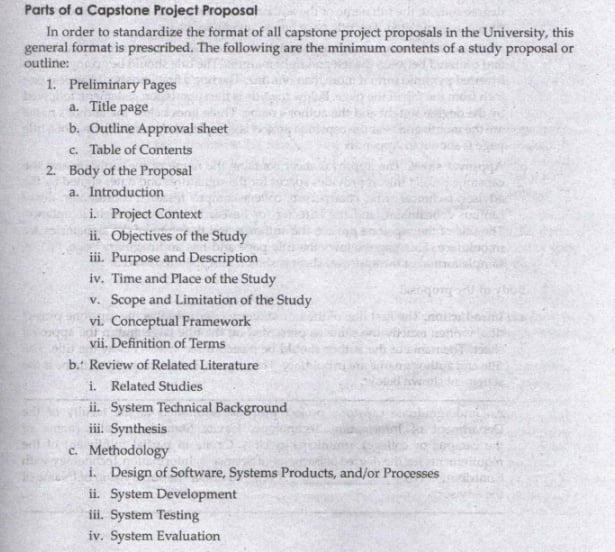 Parts of a Capstone Project Proposal
In order to standardize the format of all capstone project proposals in the University, this
general format is prescribed. The following are the minimum contents of a study proposal or
outline:
1. Preliminary Pages
a. Title page
b. Outline Approval sheet
c. Table of Contents
2. Body of the Proposal
a. Introduction
i. Project Context
ii. Objectives of the Study
iii. Purpose and Description
iv. Time and Place of the Study
v. Scope and Limitation of the Study
vi. Conceptual Framework
vii. Definition of Terms
b. Review of Related Literature
i. Related Studies
ii. System Technical Background
iii. Synthesis
c. Methodology
i. Design of Software, Systems Products, and/or Processes
ii. System Development
iii. System Testing
iv. System Evaluation